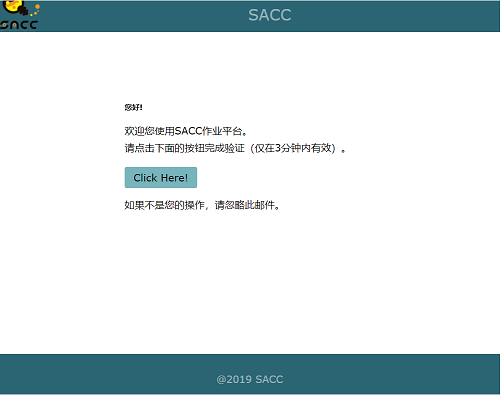 SACC
SACC
您好!
欢迎您使用SACC作业平台。
请点击下面的按钮完成验证（仅在3分钟内有效）。
Click Here!
如果不是您的操作，请您略此邮件。
@2019 SACC